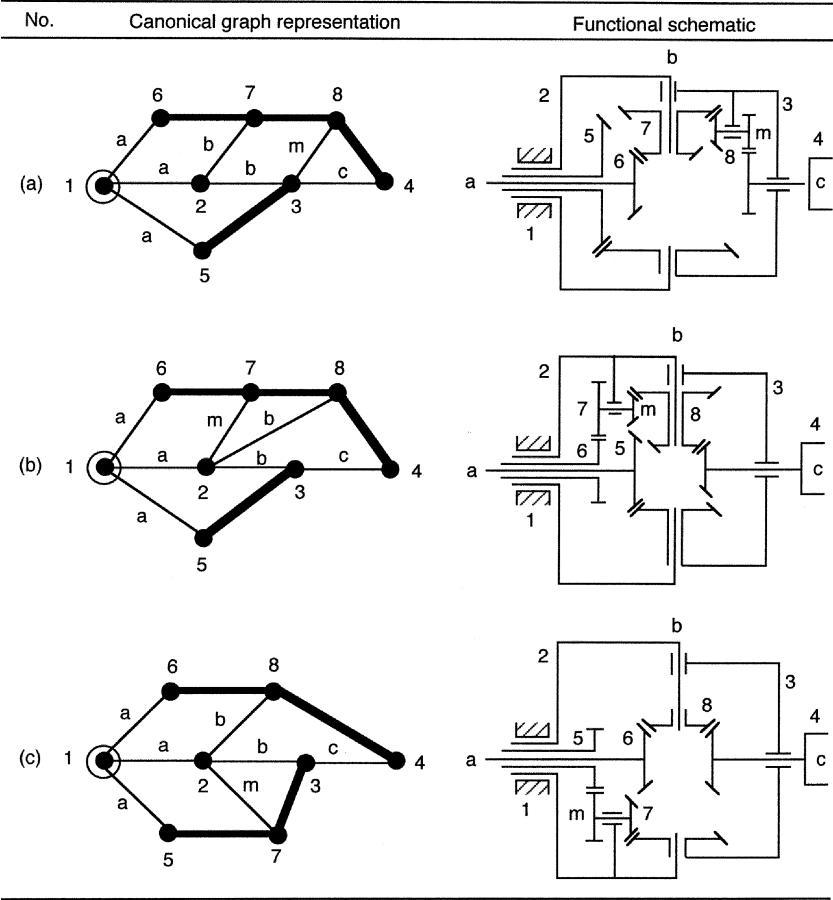 No. Canonical graph representation Functional schematic
(a)
6 7 8
a b m
1 a b c 4
2 3
a
5
b
2 3
5 7 m 4
6 8
a c
1
(b)
6 7 8
a m b
1 a b c 4
2 3
a
5
b
2 3
7 m 8 4
6 5
a c
1
(c)
6 8
a b
1 a b c 4
2 m 3
a
5 7
b
2 3
5 6 8 4
a c
1 m 7